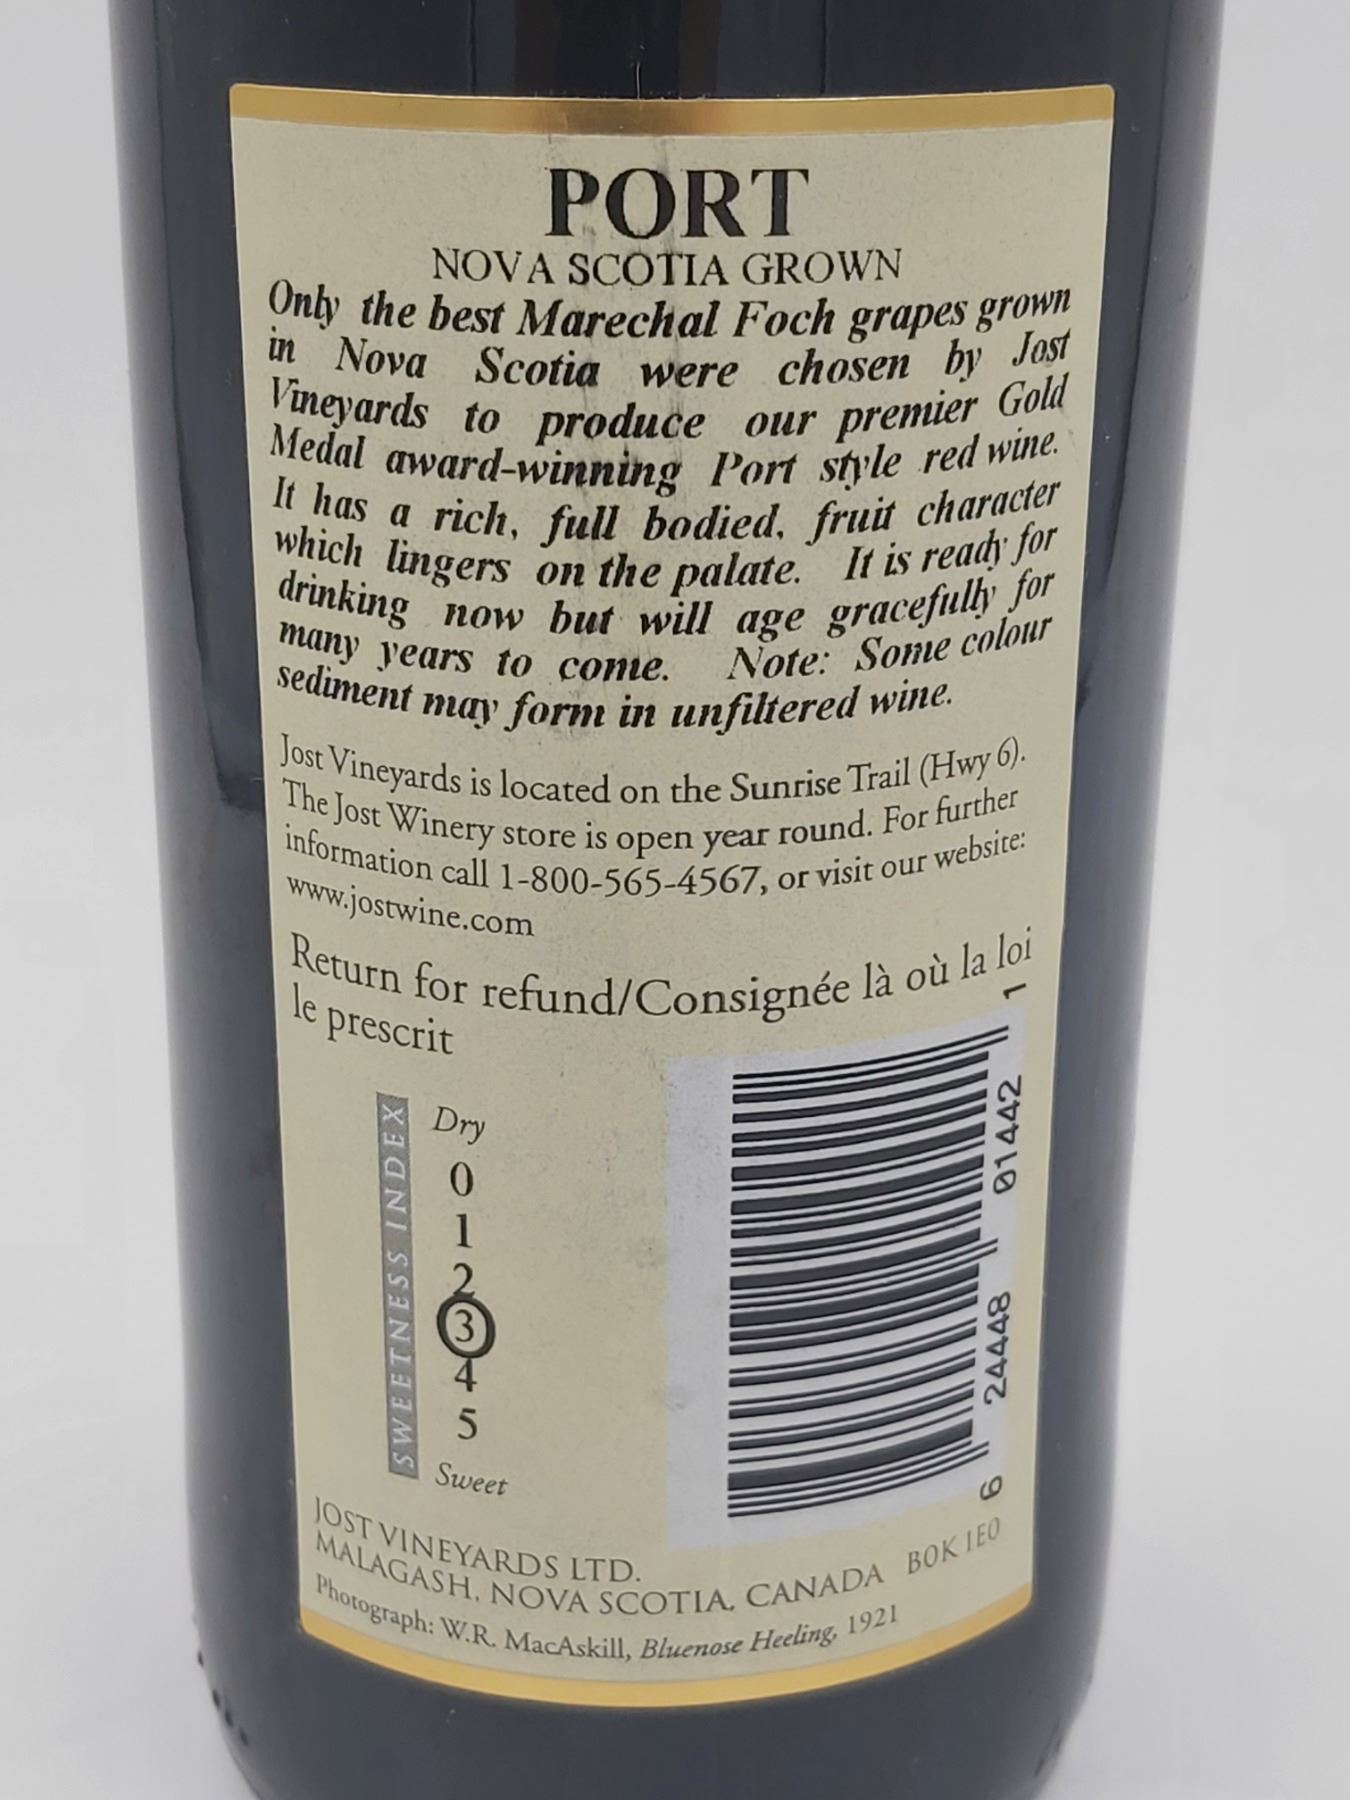 PORT
NOVA SCOTIA GROWN
Only the best Marechal Foch grapes grown
in Nova Scotia were chosen by Jost
Vineyards to produce our premier Gold
Medal award-winning Port style red wine.
It has a rich, full bodied, fruit character
which lingers on the palate. It is ready for
drinking now but will age gracefully for
many years to come. Note: Some colour
sediment may form in unfiltered wine.
Jost Vineyards is located on the Sunrise Trail (Hwy 6).
The Jost Winery store is open year round. For further
information call 1-800-565-4567, or visit our website:
www.jostwine.com
Return for refund/Consignée là où la loi
le prescrit
SWEETNESS INDEX
Dry
0
1
2
3
4
5
Sweet
6 24448 01442 1
JOST VINEYARDS LTD.
MALAGASH, NOVA SCOTIA, CANADA B0K 1E0
Photograph: W.R. MacAskill, Bluenose Heeling, 1921